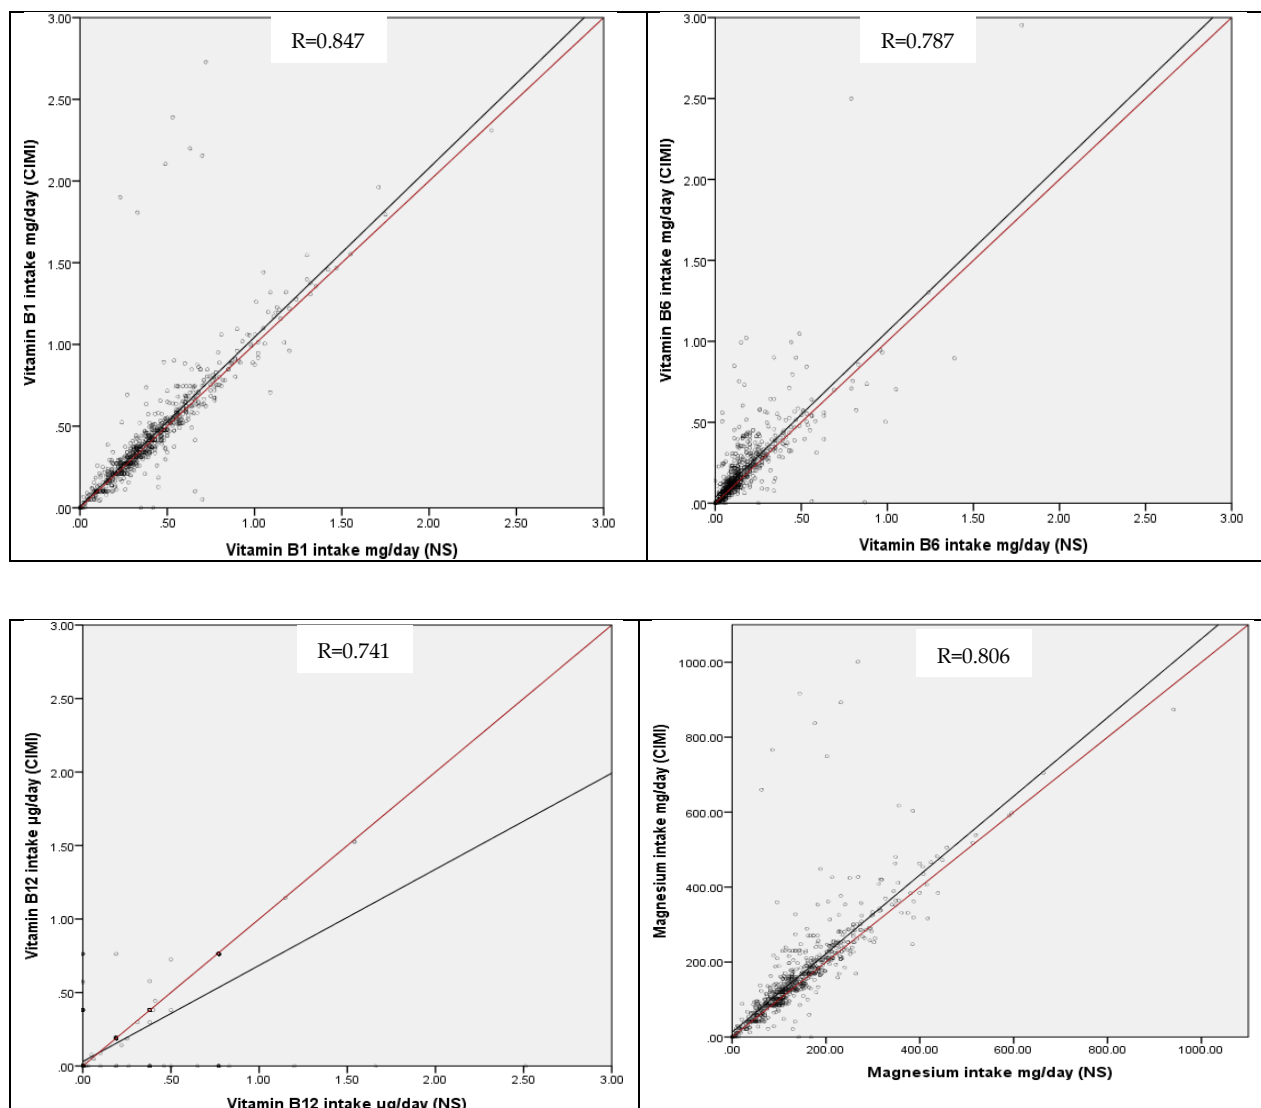 R=0.847
3.00
2.50
2.00
1.50
1.00
.50
.00
Vitamin B1 intake mg/day (CIMI)
.00 .50 1.00 1.50 2.00 2.50 3.00
Vitamin B1 intake mg/day (NS)
R=0.787
3.00
2.50
2.00
1.50
1.00
.50
.00
Vitamin B6 intake mg/day (CIMI)
.00 .50 1.00 1.50 2.00 2.50 3.00
Vitamin B6 intake mg/day (NS)
R=0.741
3.00
2.50
2.00
1.50
1.00
.50
.00
Vitamin B12 intake µg/day (CIMI)
.00 .50 1.00 1.50 2.00 2.50 3.00
Vitamin B12 intake µg/day (NS)
R=0.806
1000.00
800.00
600.00
400.00
200.00
.00
Magnesium intake mg/day (CIMI)
.00 200.00 400.00 600.00 800.00 1000.00
Magnesium intake mg/day (NS)